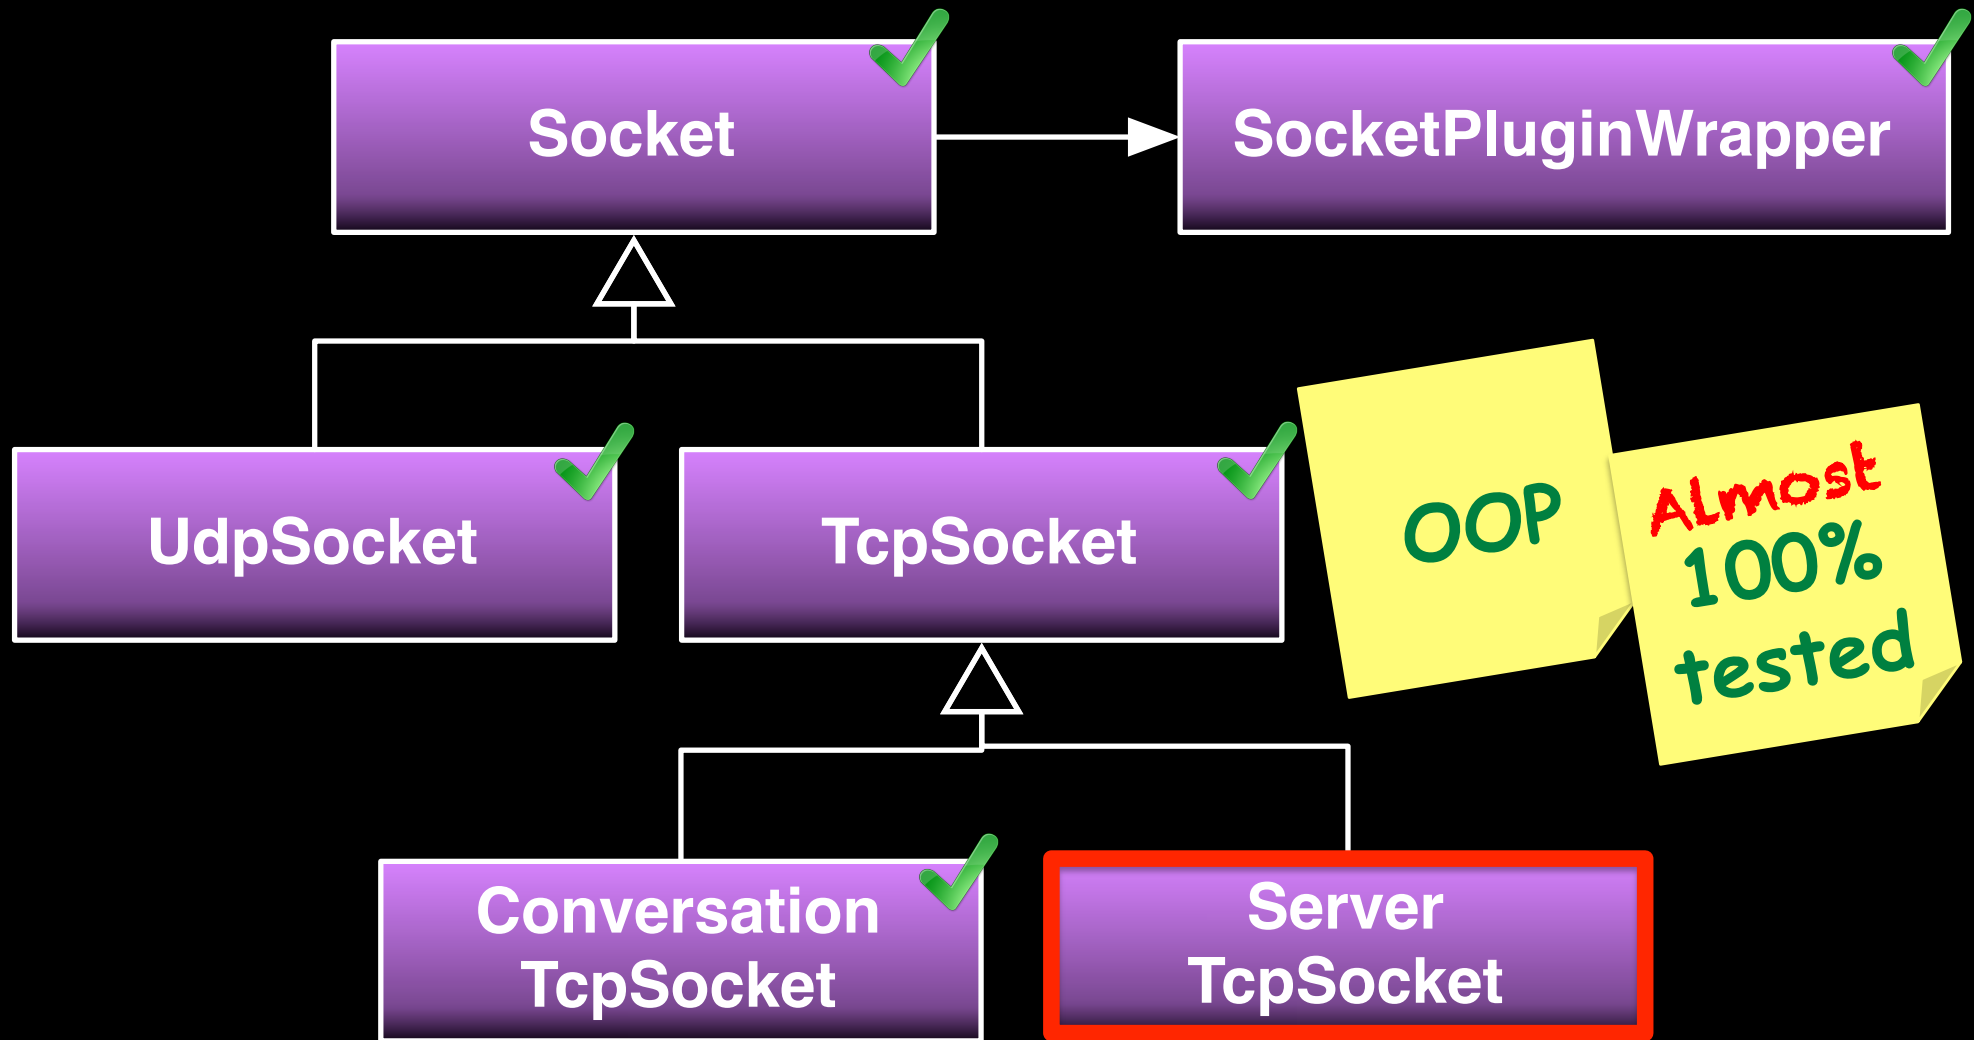 Socket
SocketPluginWrapper
UdpSocket
TcpSocket
OOP
Almost
100%
tested
Conversation
TcpSocket
Server
TcpSocket